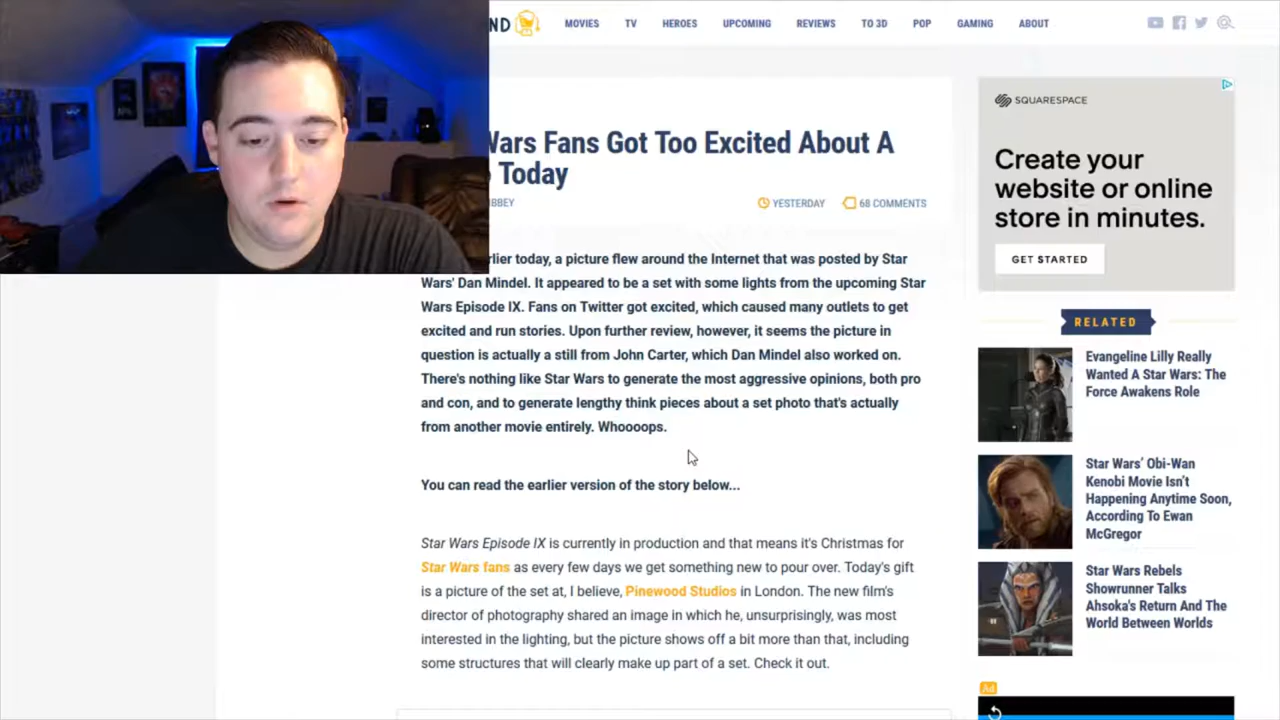 ND
MOVIES TV HEROES UPCOMING REVIEWS TO 3D POP GAMING ABOUT
Wars Fans Got Too Excited About A
Today
BBEY
YESTERDAY 68 COMMENTS
rlier today, a picture flew around the Internet that was posted by Star
Wars' Dan Mindel. It appeared to be a set with some lights from the upcoming Star
Wars Episode IX. Fans on Twitter got excited, which caused many outlets to get
excited and run stories. Upon further review, however, it seems the picture in
question is actually a still from John Carter, which Dan Mindel also worked on.
There's nothing like Star Wars to generate the most aggressive opinions, both pro
and con, and to generate lengthy think pieces about a set photo that's actually
from another movie entirely. Whoooops.
You can read the earlier version of the story below...
Star Wars Episode IX is currently in production and that means it's Christmas for
Star Wars fans as every few days we get something new to pour over. Today's gift
is a picture of the set at, I believe, Pinewood Studios in London. The new film's
director of photography shared an image in which he, unsurprisingly, was most
interested in the lighting, but the picture shows off a bit more than that, including
some structures that will clearly make up part of a set. Check it out.
SQUARESPACE
Create your
website or online
store in minutes.
GET STARTED
RELATED
Evangeline Lilly Really
Wanted A Star Wars: The
Force Awakens Role
Star Wars' Obi-Wan
Kenobi Movie Isn't
Happening Anytime Soon,
According To Ewan
McGregor
Star Wars Rebels
Showrunner Talks
Ahsoka's Return And The
World Between Worlds
Ad